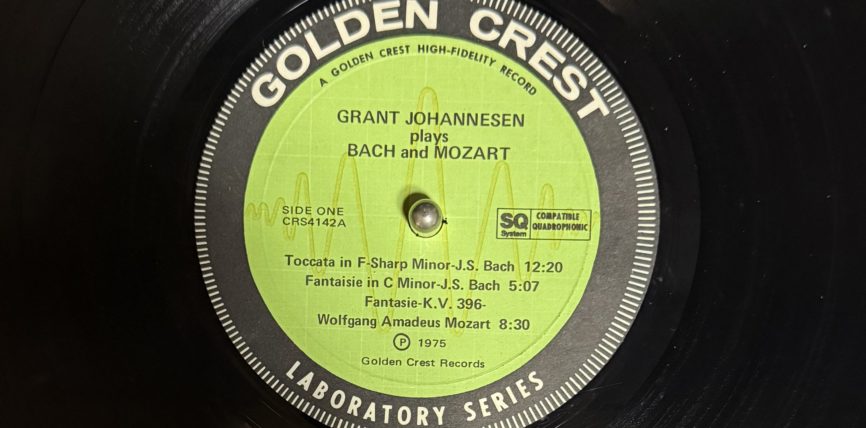 GOLDEN CREST
A GOLDEN CREST HIGH-FIDELITY RECORD
GRANT JOHANNESEN
plays
BACH and MOZART
SIDE ONE
CRS4142A
SQ
System
COMPATIBLE
QUADROPHONIC
Toccata in F-Sharp Minor-J.S. Bach 12:20
Fantaisie in C Minor-J.S. Bach 5:07
Fantasie-K.V. 396-
Wolfgang Amadeus Mozart 8:30
Ⓟ 1975
Golden Crest Records
LABORATORY SERIES